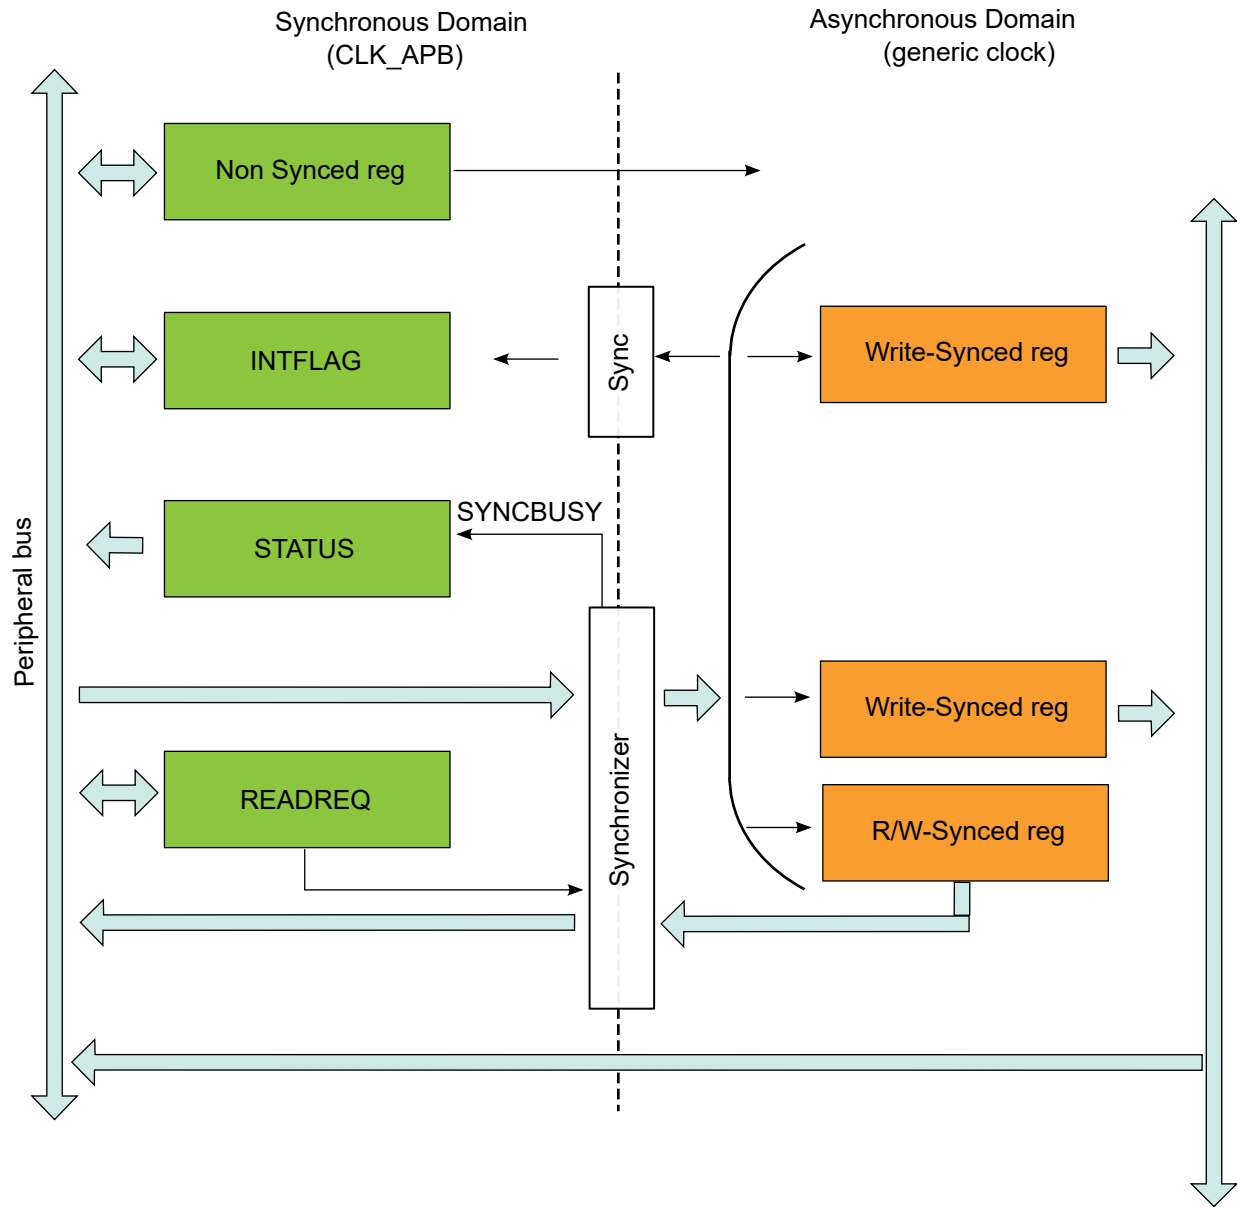 Synchronous Domain
(CLK_APB)
Asynchronous Domain
(generic clock)
Non Synced reg
INTFLAG
Sync
Write-Synced reg
SYNCBUSY
STATUS
Peripheral bus
Write-Synced reg
Synchronizer
READREQ
R/W-Synced reg